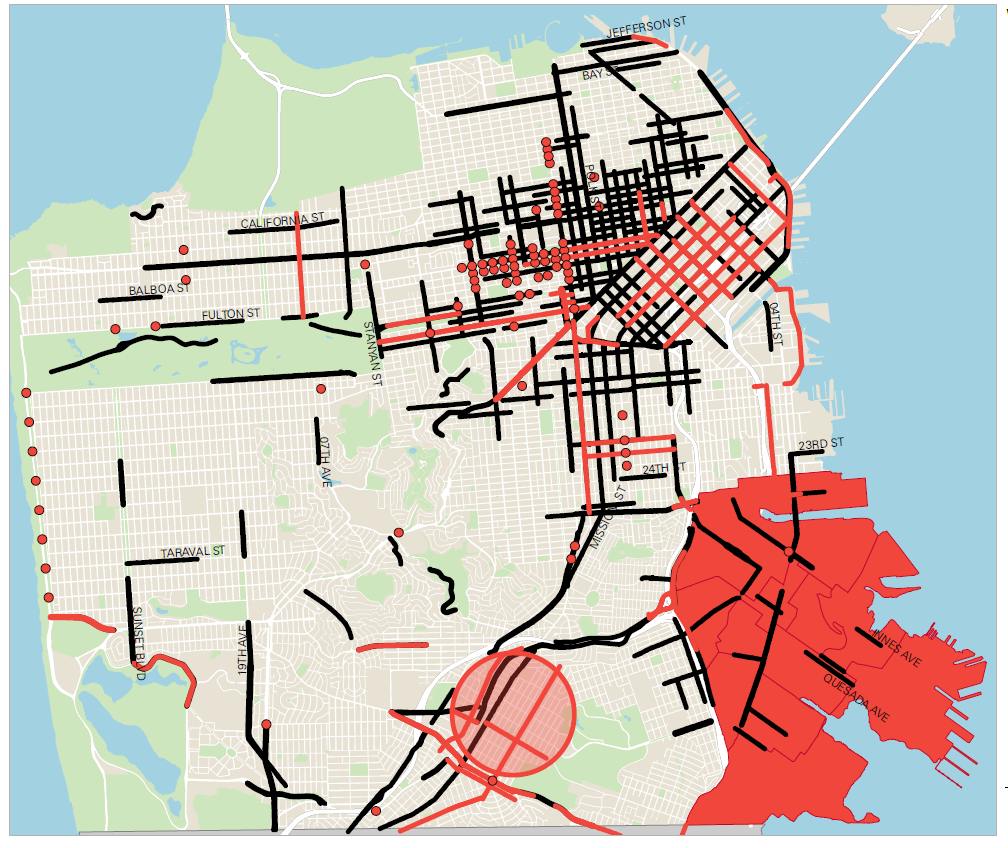 JEFFERSON ST
BAY ST
POLK ST
CALIFORNIA ST
BALBOA ST
FULTON ST
STANYAN ST
04TH ST
07TH AVE
23RD ST
24TH ST
MISSION ST
TARAVAL ST
SUNSET BLVD
19TH AVE
INNES AVE
QUESADA AVE